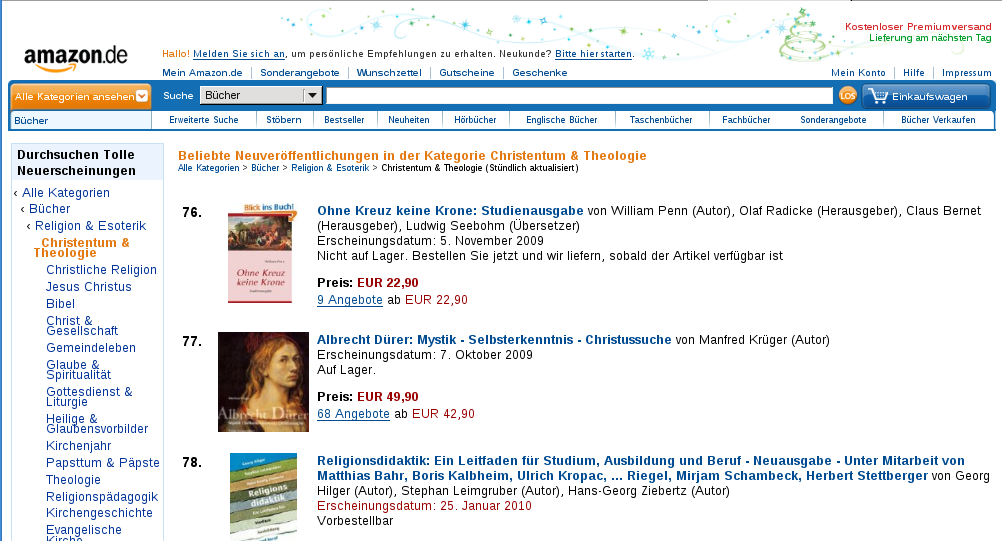 Kostenloser Premiumversand
Lieferung am nächsten Tag
amazon.de
Hallo! Melden Sie sich an, um persönliche Empfehlungen zu erhalten. Neukunde? Bitte hier starten.
Mein Amazon.de | Sonderangebote | Wunschzettel | Gutscheine | Geschenke
Mein Konto | Hilfe | Impressum
Alle Kategorien ansehen
Suche Bücher LOS Einkaufswagen
Bücher Erweiterte Suche Stöbern Bestseller Neuheiten Hörbücher Englische Bücher Taschenbücher Fachbücher Sonderangebote Bücher Verkaufen
Durchsuchen Tolle
Neuerscheinungen
‹ Alle Kategorien
‹ Bücher
‹ Religion & Esoterik
Christentum &
Theologie
Christliche Religion
Jesus Christus
Bibel
Christ &
Gesellschaft
Gemeindeleben
Glaube &
Spiritualität
Gottesdienst &
Liturgie
Heilige &
Glaubensvorbilder
Kirchenjahr
Papsttum & Päpste
Theologie
Religionspädagogik
Kirchengeschichte
Evangelische
Kirche
Beliebte Neuveröffentlichungen in der Kategorie Christentum & Theologie
Alle Kategorien > Bücher > Religion & Esoterik > Christentum & Theologie (Stündlich aktualisiert)
76.
Blick ins Buch!
Ohne Kreuz
keine Krone
Ohne Kreuz keine Krone: Studienausgabe von William Penn (Autor), Olaf Radicke (Herausgeber), Claus Bernet
(Herausgeber), Ludwig Seebohm (Übersetzer)
Erscheinungsdatum: 5. November 2009
Nicht auf Lager. Bestellen Sie jetzt und wir liefern, sobald der Artikel verfügbar ist
Preis: EUR 22,90
9 Angebote ab EUR 22,90
77.
Albrecht Dürer
Albrecht Dürer: Mystik - Selbsterkenntnis - Christussuche von Manfred Krüger (Autor)
Erscheinungsdatum: 7. Oktober 2009
Auf Lager.
Preis: EUR 49,90
68 Angebote ab EUR 42,90
78.
Religions
didaktik
Religionsdidaktik: Ein Leitfaden für Studium, Ausbildung und Beruf - Neuausgabe - Unter Mitarbeit von
Matthias Bahr, Boris Kalbheim, Ulrich Kropac, ... Riegel, Mirjam Schambeck, Herbert Stettberger von Georg
Hilger (Autor), Stephan Leimgruber (Autor), Hans-Georg Ziebertz (Autor)
Erscheinungsdatum: 25. Januar 2010
Vorbestellbar